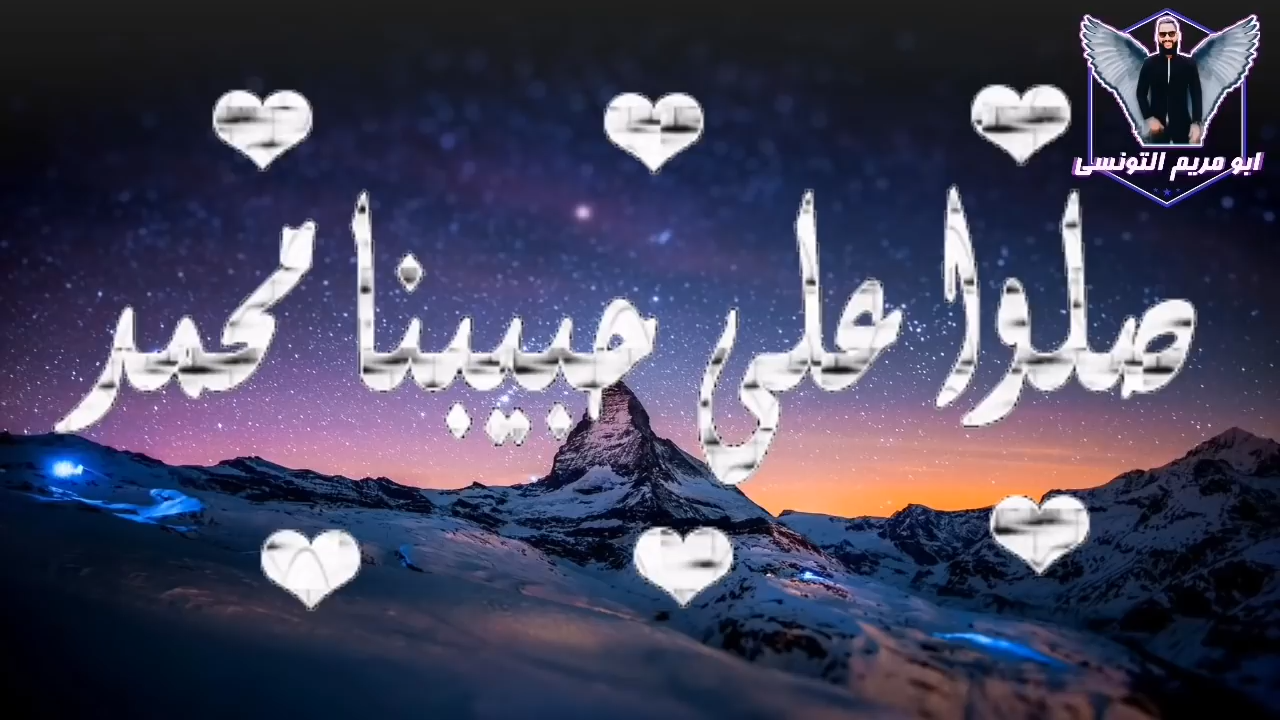 صلوا على حبيبنا محمد
ابو مريم التونسى